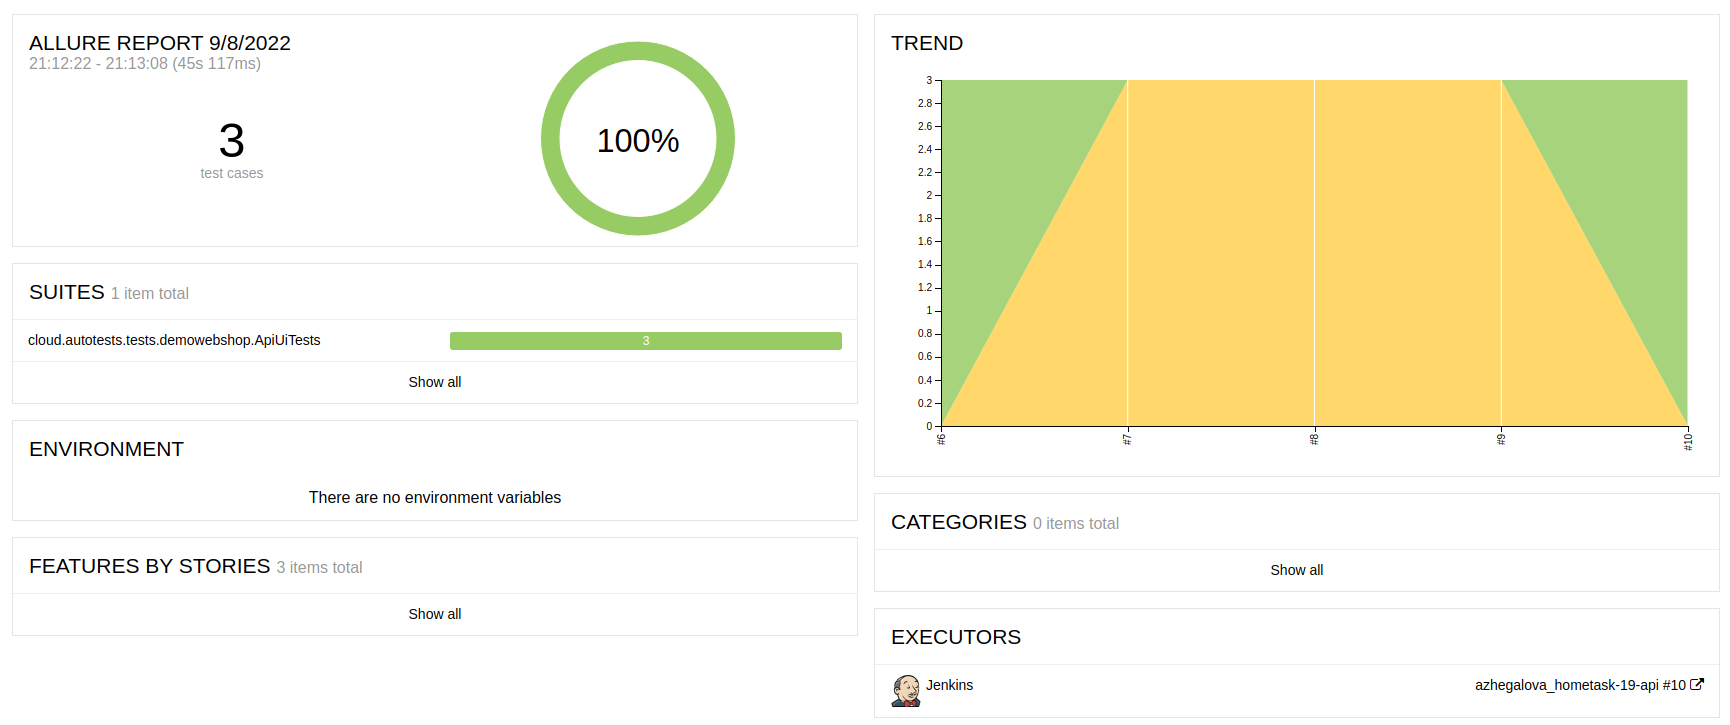 ALLURE REPORT 9/8/2022
21:12:22 - 21:13:08 (45s 117ms)
3
test cases
100%
SUITES 1 item total
cloud.autotests.tests.demowebshop.ApiUiTests
3
Show all
ENVIRONMENT
There are no environment variables
FEATURES BY STORIES 3 items total
Show all
TREND
3
2.8
2.6
2.4
2.2
2
1.8
1.6
1.4
1.2
1
0.8
0.6
0.4
0.2
0
#6
#7
#8
#9
#10
CATEGORIES 0 items total
Show all
EXECUTORS
Jenkins
azhegalova_hometask-19-api #10